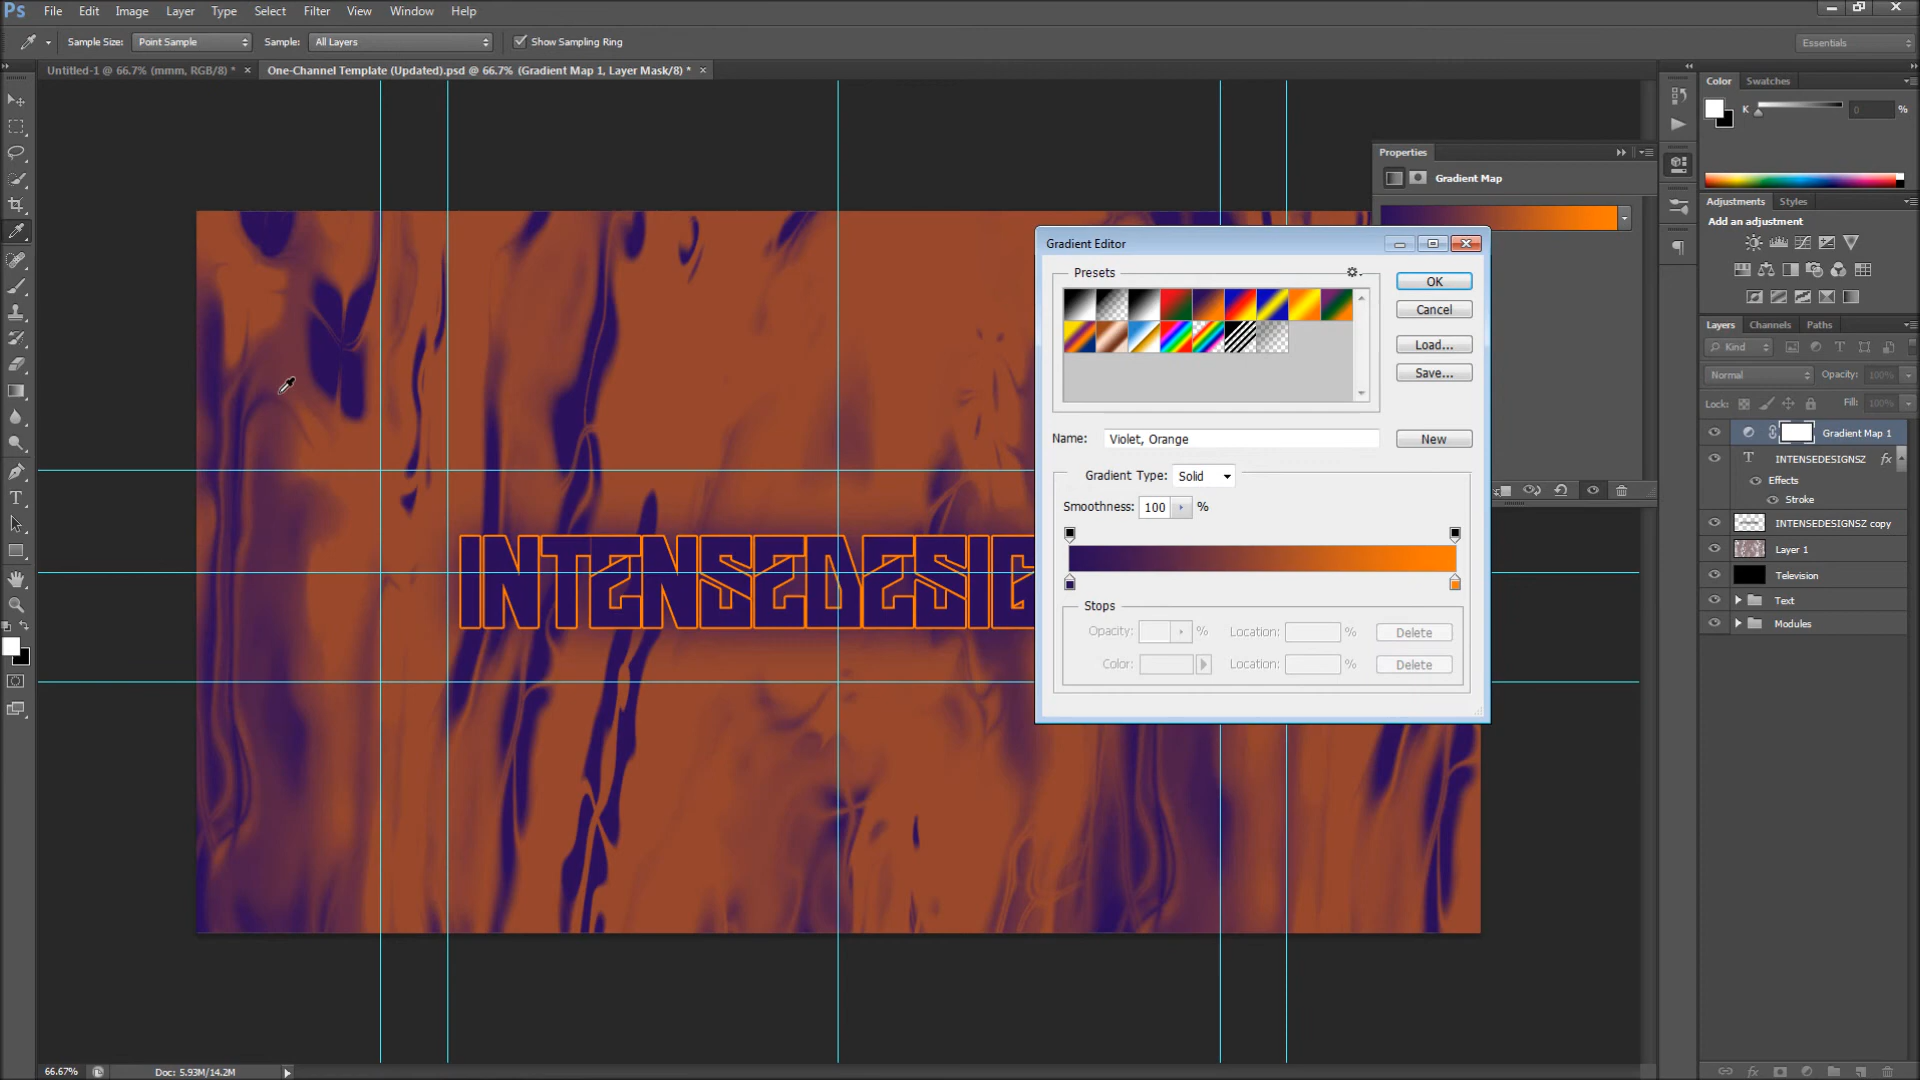 Ps File Edit Image Layer Type Select Filter View Window Help
Sample Size: Point Sample Sample: All Layers Show Sampling Ring Essentials
Untitled-1 @ 66.7% (mmm, RGB/8) * × One-Channel Template (Updated).psd @ 66.7% (Gradient Map 1, Layer Mask/8) * ×
Color Swatches
K 0 %
Properties
Gradient Map
Adjustments Styles
Add an adjustment
Gradient Editor
Presets
OK
Cancel
Load...
Save...
Name: Violet, Orange New
Gradient Type: Solid
Smoothness: 100 %
Stops
Opacity: % Location: % Delete
Color: Location: % Delete
Layers Channels Paths
Kind
Normal Opacity: 100%
Lock: Fill: 100%
Gradient Map 1
T INTENSEDESIGNSZ fx
Effects
Stroke
INTENSEDESIGNSZ copy
Layer 1
Television
Text
Modules
INTENSEDESIG
66.67% Doc: 5.93M/14.2M